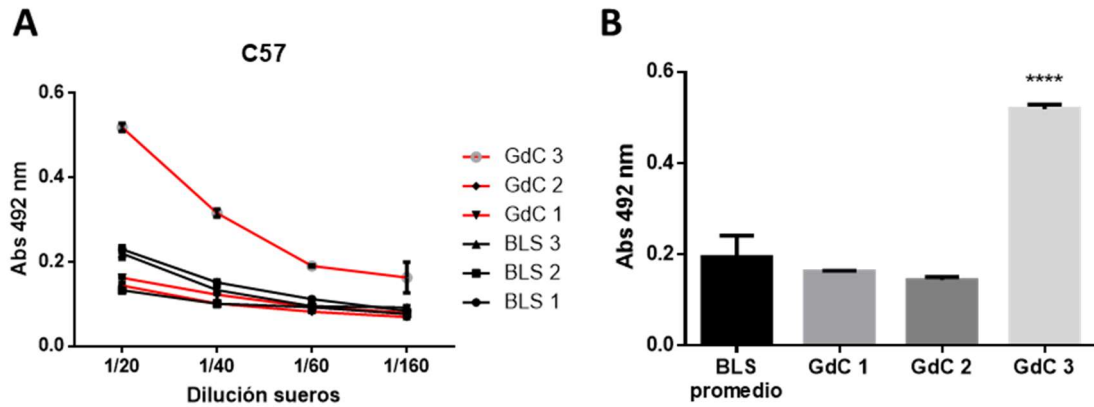 A
C57
Abs 492 nm
0.6
0.4
0.2
0.0
1/20
1/40
1/60
1/160
Dilución sueros
GdC 3
GdC 2
GdC 1
BLS 3
BLS 2
BLS 1
B
Abs 492 nm
0.6
0.4
0.2
0.0
****
BLS
promedio
GdC 1
GdC 2
GdC 3